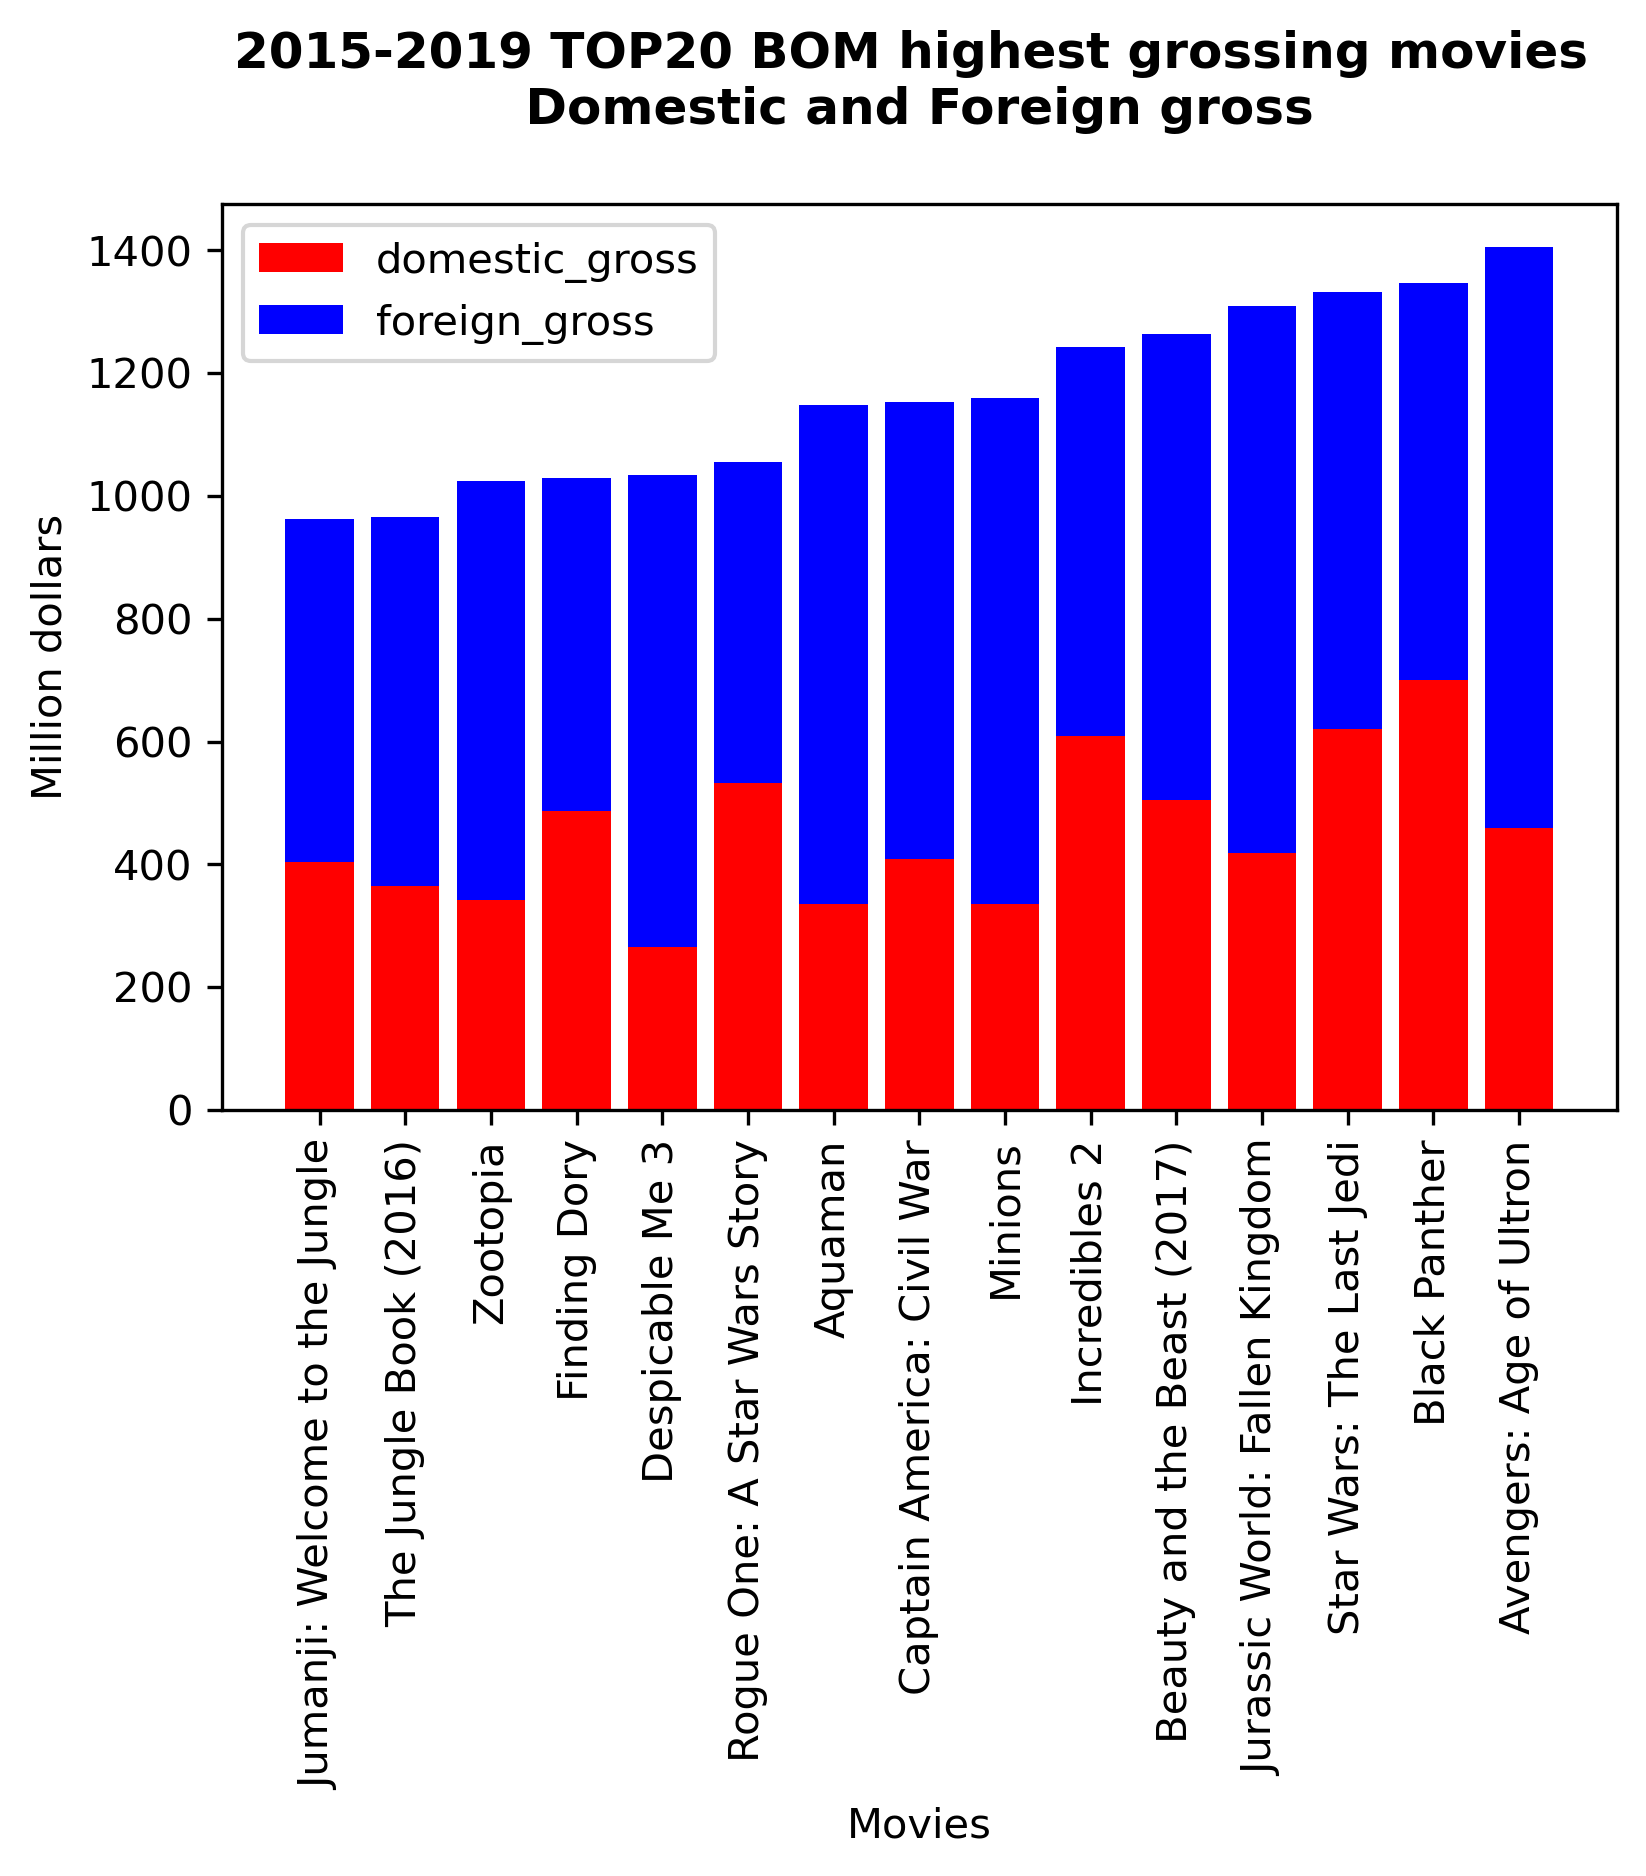 2015-2019 TOP20 BOM highest grossing movies
Domestic and Foreign gross
domestic_gross
foreign_gross
Million dollars
1400
1200
1000
800
600
400
200
0
Jumanji: Welcome to the Jungle
The Jungle Book (2016)
Zootopia
Finding Dory
Despicable Me 3
Rogue One: A Star Wars Story
Aquaman
Captain America: Civil War
Minions
Incredibles 2
Beauty and the Beast (2017)
Jurassic World: Fallen Kingdom
Star Wars: The Last Jedi
Black Panther
Avengers: Age of Ultron
Movies